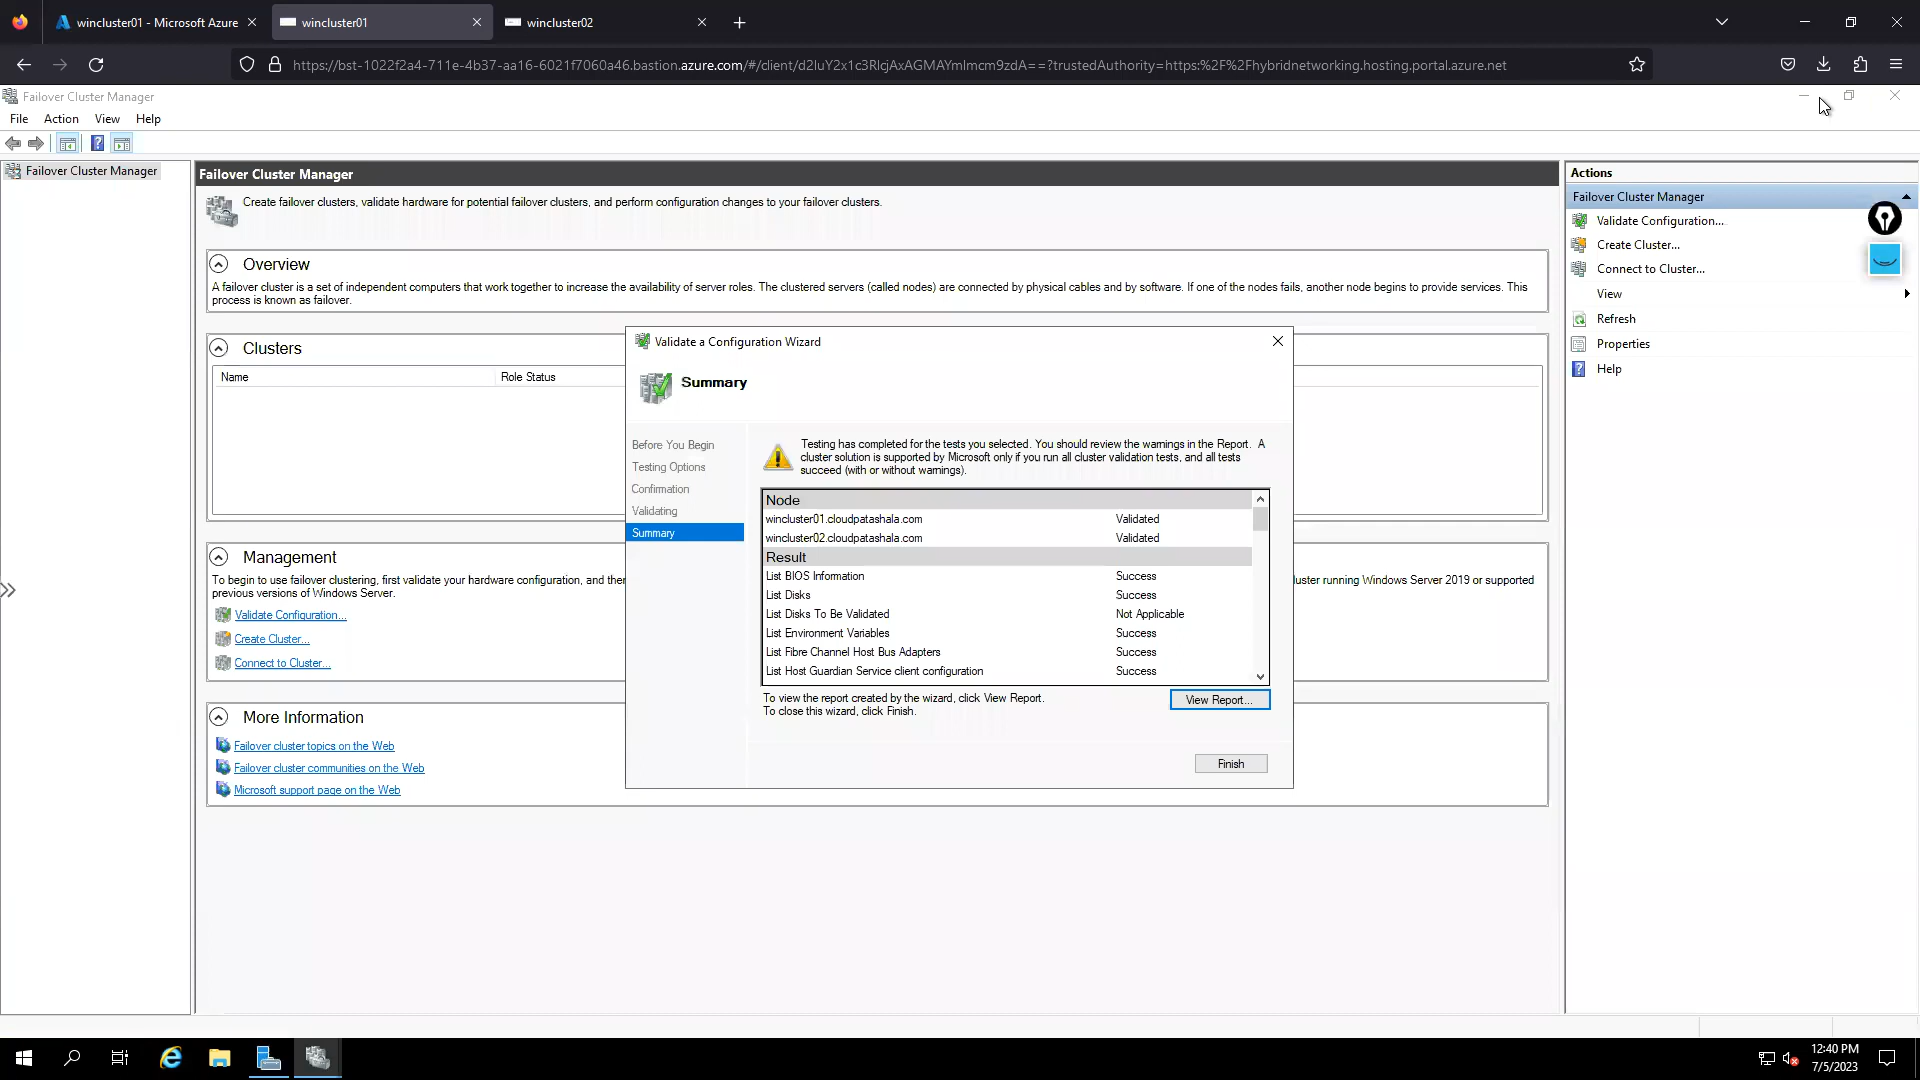 wincluster01 - Microsoft Azure
wincluster01
wincluster02
https://bst-1022f2a4-711e-4b37-aa16-6021f7060a46.bastion.azure.com/#/client/d2luY2x1c3RlcjAxAGMAYmlmcm9zdA==?trustedAuthority=https:%2F%2Fhybridnetworking.hosting.portal.azure.net
Failover Cluster Manager
File Action View Help
Failover Cluster Manager
Failover Cluster Manager
Create failover clusters, validate hardware for potential failover clusters, and perform configuration changes to your failover clusters.
Overview
A failover cluster is a set of independent computers that work together to increase the availability of server roles. The clustered servers (called nodes) are connected by physical cables and by software. If one of the nodes fails, another node begins to provide services. This
process is known as failover.
Clusters
Name Role Status
Management
To begin to use failover clustering, first validate your hardware configuration, and then
luster running Windows Server 2019 or supported
previous versions of Windows Server.
Validate Configuration...
Create Cluster...
Connect to Cluster...
More Information
Failover cluster topics on the Web
Failover cluster communities on the Web
Microsoft support page on the Web
Validate a Configuration Wizard
Summary
Before You Begin
Testing Options
Confirmation
Validating
Summary
Testing has completed for the tests you selected. You should review the warnings in the Report. A
cluster solution is supported by Microsoft only if you run all cluster validation tests, and all tests
succeed (with or without warnings).
Node
wincluster01.cloudpatashala.com Validated
wincluster02.cloudpatashala.com Validated
Result
List BIOS Information Success
List Disks Success
List Disks To Be Validated Not Applicable
List Environment Variables Success
List Fibre Channel Host Bus Adapters Success
List Host Guardian Service client configuration Success
To view the report created by the wizard, click View Report.
To close this wizard, click Finish.
View Report...
Finish
Actions
Failover Cluster Manager
Validate Configuration...
Create Cluster...
Connect to Cluster...
View
Refresh
Properties
Help
12:40 PM
7/5/2023